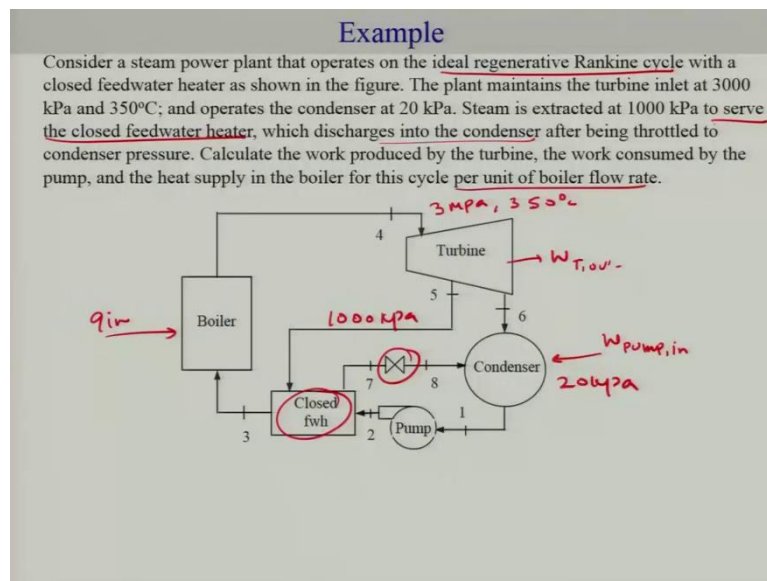 Example
Consider a steam power plant that operates on the ideal regenerative Rankine cycle with a
closed feedwater heater as shown in the figure. The plant maintains the turbine inlet at 3000
kPa and 350°C; and operates the condenser at 20 kPa. Steam is extracted at 1000 kPa to serve
the closed feedwater heater, which discharges into the condenser after being throttled to
condenser pressure. Calculate the work produced by the turbine, the work consumed by the
pump, and the heat supply in the boiler for this cycle per unit of boiler flow rate.
3 MPa, 350°C
4
Turbine
W T,out
5
qin
Boiler
1000 kPa
6
Wpump,in
Condenser
7
8
20 kPa
Closed
fwh
3
2
Pump
1